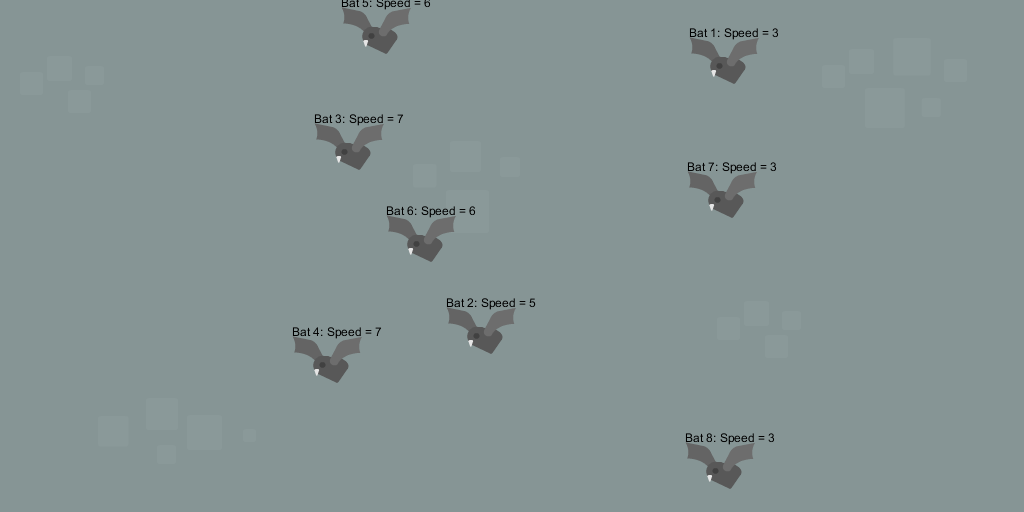 Bat 5: Speed = 6
Bat 1: Speed = 3
Bat 3: Speed = 7
Bat 7: Speed = 3
Bat 6: Speed = 6
Bat 2: Speed = 5
Bat 4: Speed = 7
Bat 8: Speed = 3